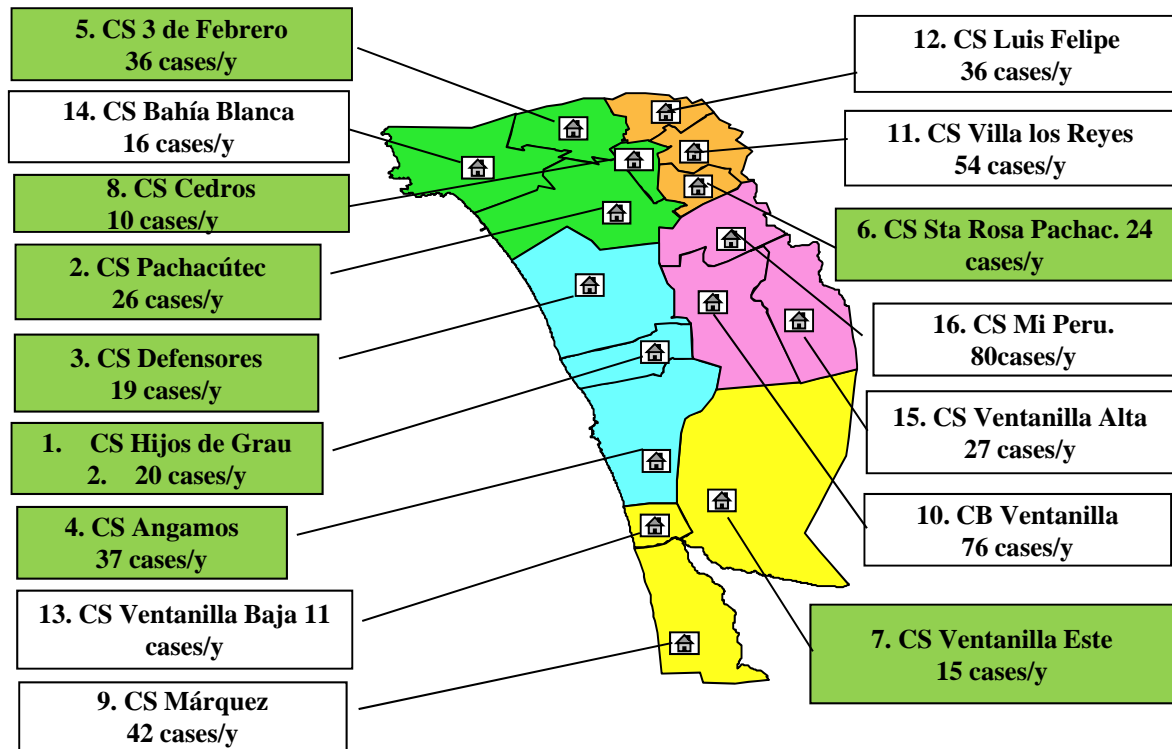 5. CS 3 de Febrero
36 cases/y
14. CS Bahía Blanca
16 cases/y
8. CS Cedros
10 cases/y
2. CS Pachacútec
26 cases/y
3. CS Defensores
19 cases/y
1. CS Hijos de Grau
2. 20 cases/y
4. CS Angamos
37 cases/y
13. CS Ventanilla Baja 11
cases/y
9. CS Márquez
42 cases/y
12. CS Luis Felipe
36 cases/y
11. CS Villa los Reyes
54 cases/y
6. CS Sta Rosa Pachac. 24
cases/y
16. CS Mi Peru.
80cases/y
15. CS Ventanilla Alta
27 cases/y
10. CB Ventanilla
76 cases/y
7. CS Ventanilla Este
15 cases/y